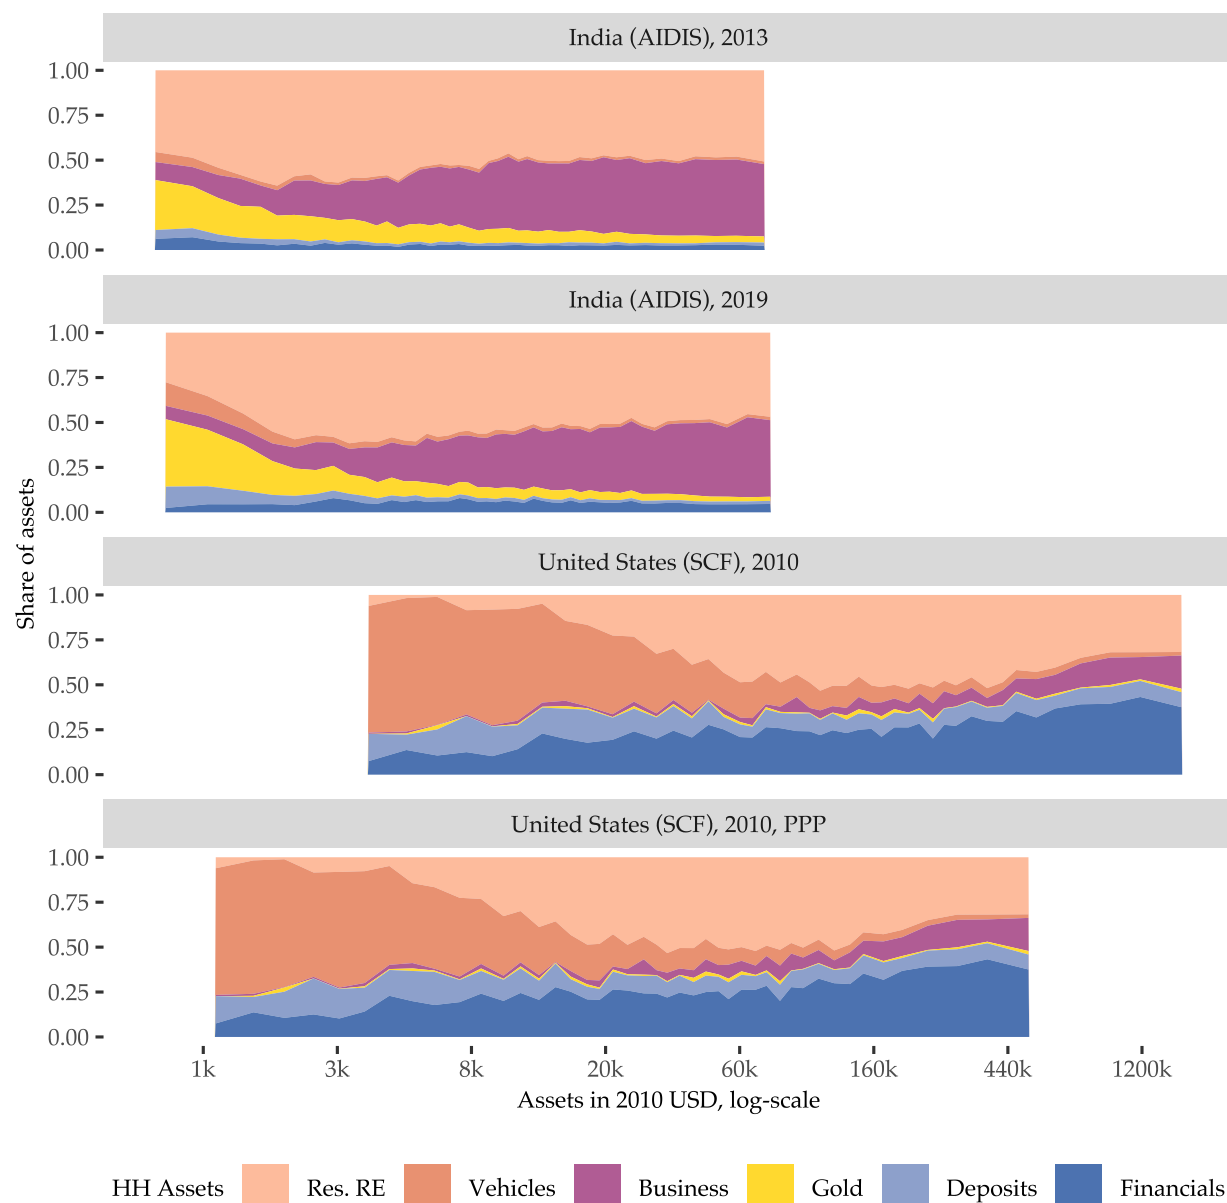 India (AIDIS), 2013
1.00
0.75
0.50
0.25
0.00
India (AIDIS), 2019
1.00
0.75
0.50
0.25
0.00
Share of assets
United States (SCF), 2010
1.00
0.75
0.50
0.25
0.00
United States (SCF), 2010, PPP
1.00
0.75
0.50
0.25
0.00
1k 3k 8k 20k 60k 160k 440k 1200k
Assets in 2010 USD, log-scale
HH Assets Res. RE Vehicles Business Gold Deposits Financials